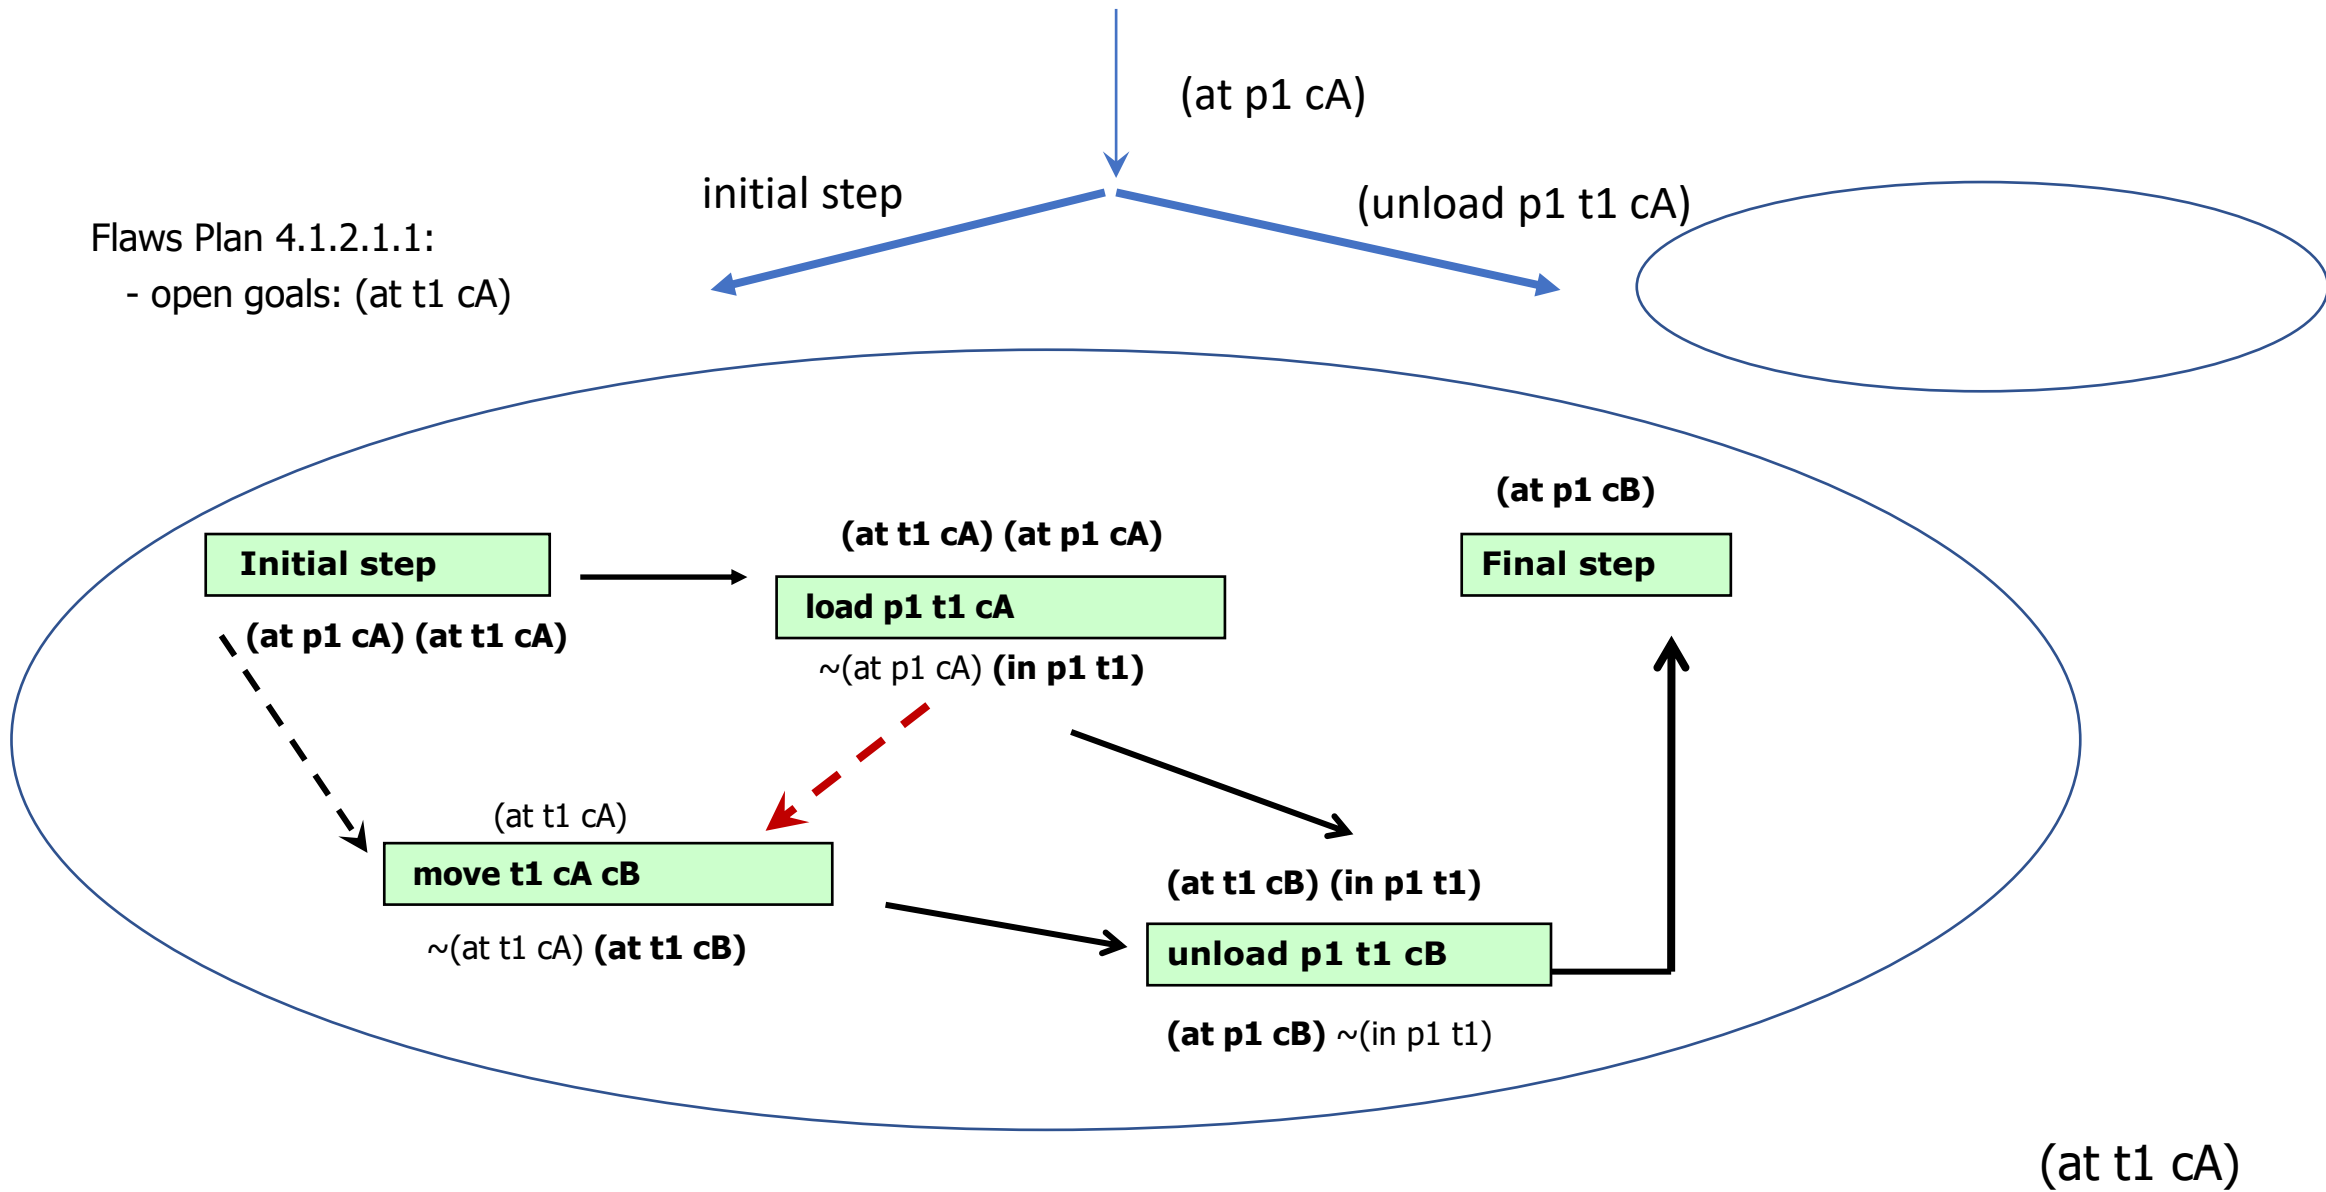 (at p1 cA)
initial step
(unload p1 t1 cA)
Flaws Plan 4.1.2.1.1:
- open goals: (at t1 cA)
(at p1 cB)
(at t1 cA) (at p1 cA)
Initial step
Final step
load p1 t1 cA
(at p1 cA) (at t1 cA)
~(at p1 cA) (in p1 t1)
(at t1 cA)
move t1 cA cB
(at t1 cB) (in p1 t1)
~(at t1 cA) (at t1 cB)
unload p1 t1 cB
(at p1 cB) ~(in p1 t1)
(at t1 cA)